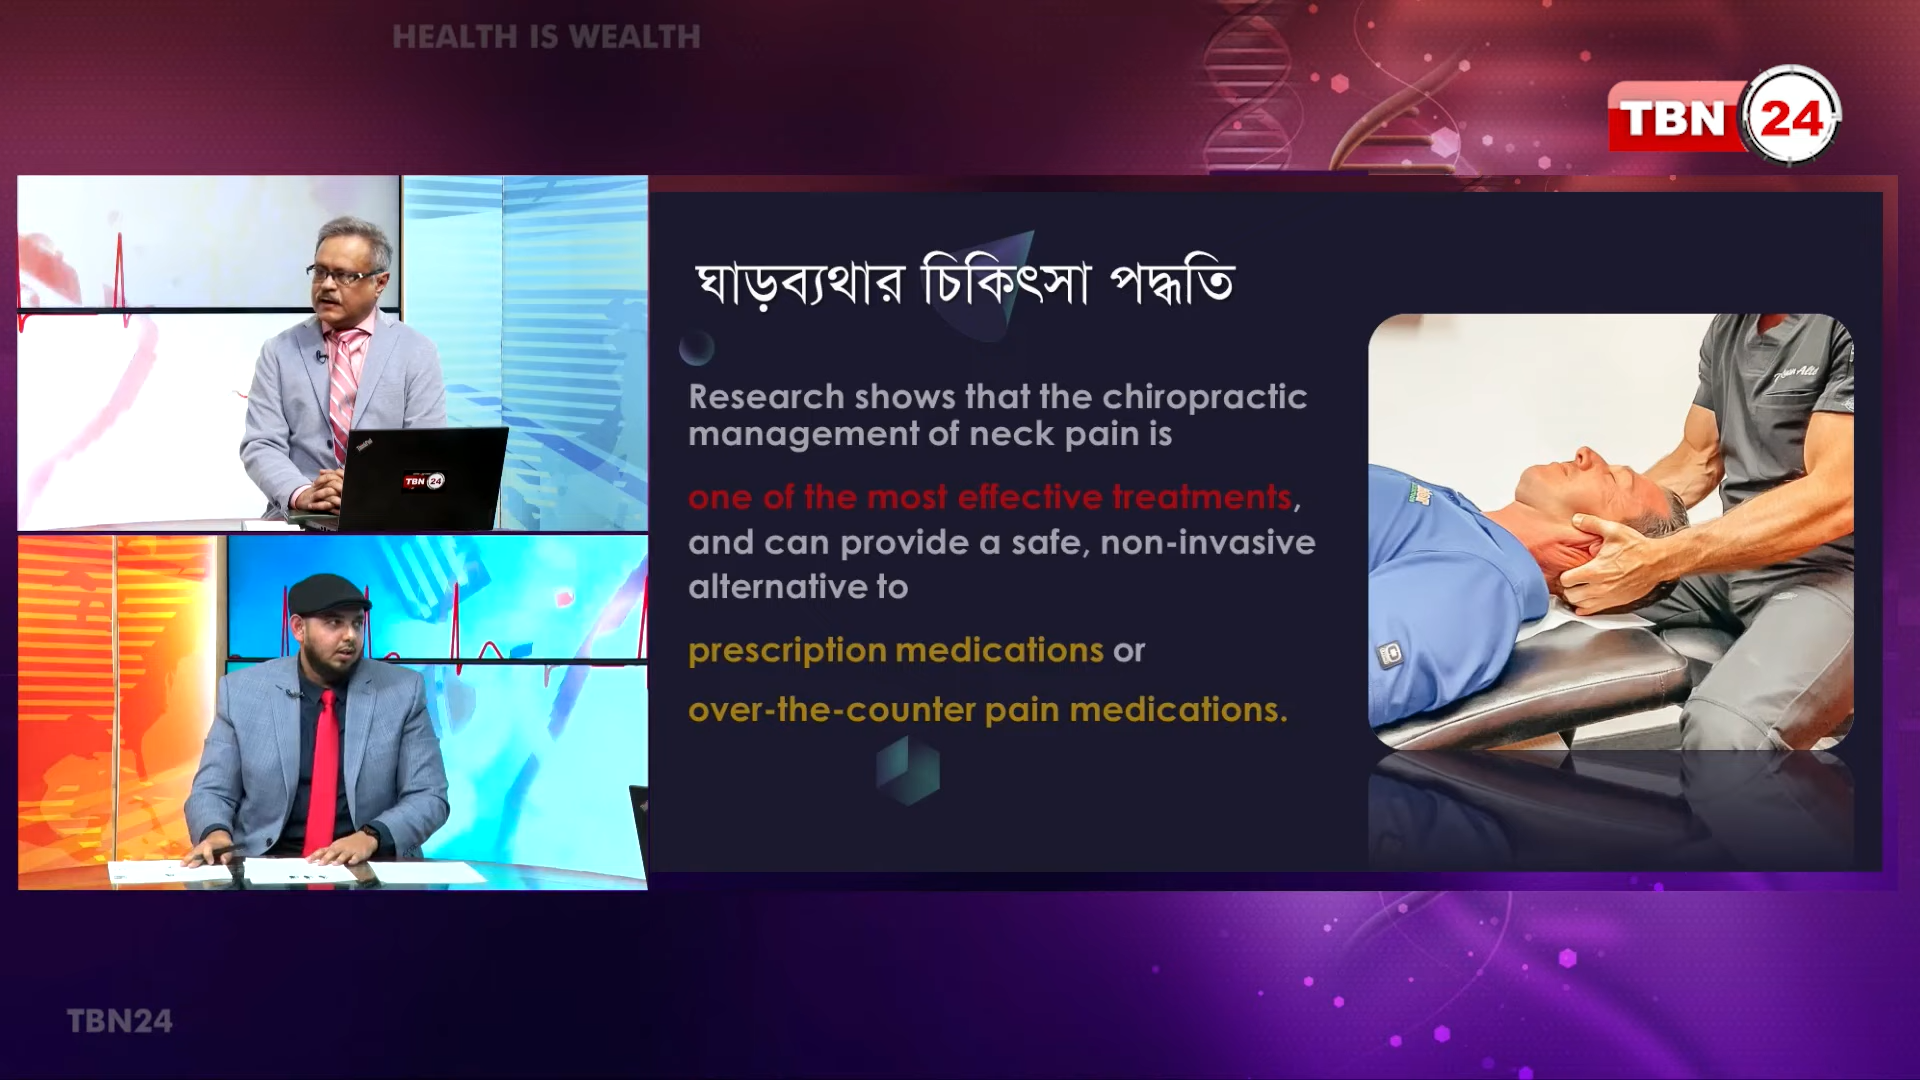 HEALTH IS WEALTH
TBN 24
ঘাড়ব্যথার চিকিৎসা পদ্ধতি
Research shows that the chiropractic
management of neck pain is
one of the most effective treatments,
and can provide a safe, non-invasive
alternative to
prescription medications or
over-the-counter pain medications.
ThinkPad
TBN 24
TBN24